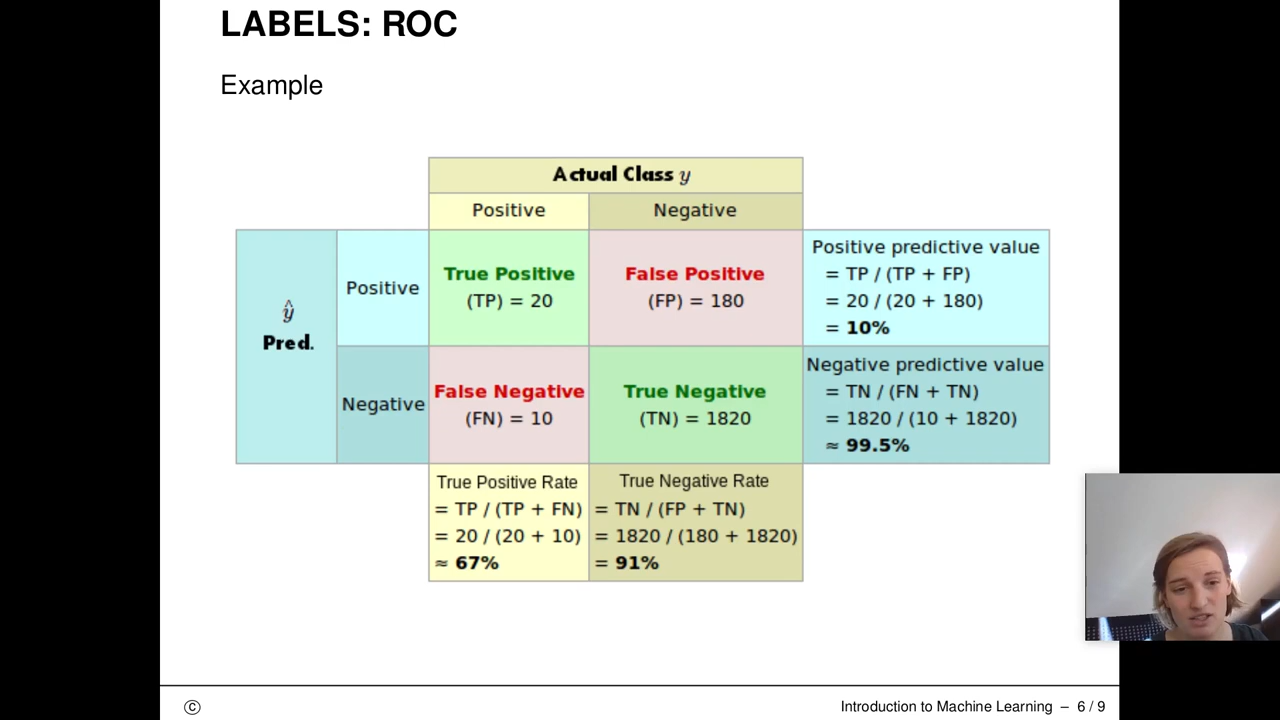 LABELS: ROC
Example
Actual Class y
Positive
Negative
ŷ
Pred.
Positive
True Positive
(TP) = 20
False Positive
(FP) = 180
Positive predictive value
= TP / (TP + FP)
= 20 / (20 + 180)
= 10%
Negative
False Negative
(FN) = 10
True Negative
(TN) = 1820
Negative predictive value
= TN / (FN + TN)
= 1820 / (10 + 1820)
≈ 99.5%
True Positive Rate
= TP / (TP + FN)
= 20 / (20 + 10)
≈ 67%
True Negative Rate
= TN / (FP + TN)
= 1820 / (180 + 1820)
= 91%
©
Introduction to Machine Learning – 6 / 9